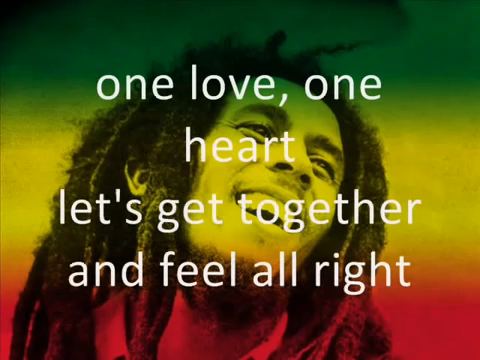 one love, one
heart
let's get together
and feel all right